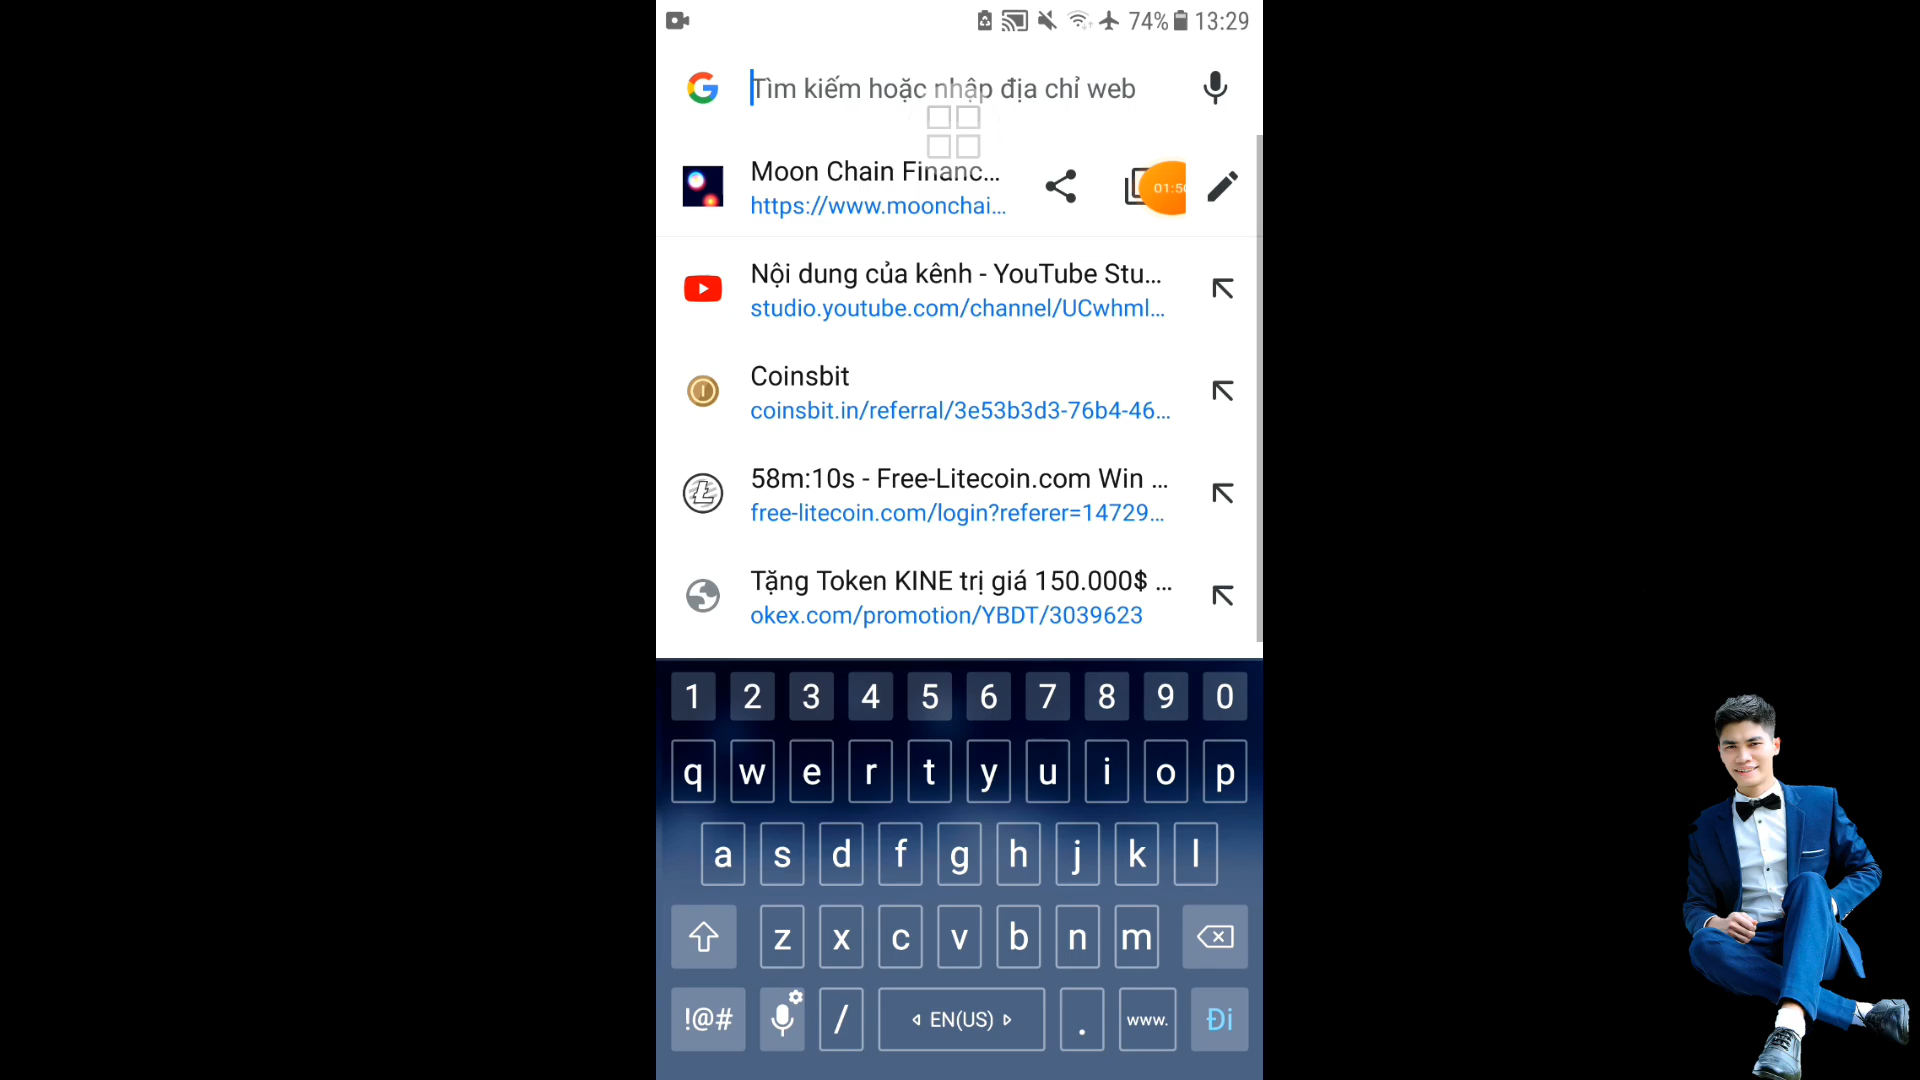 74% 13:29
Tìm kiếm hoặc nhập địa chỉ web
Moon Chain Financ...
https://www.moonchai...
01:50
Nội dung của kênh - YouTube Stu...
studio.youtube.com/channel/UCwhml...
Coinsbit
coinsbit.in/referral/3e53b3d3-76b4-46...
58m:10s - Free-Litecoin.com Win ...
free-litecoin.com/login?referer=14729...
Tặng Token KINE trị giá 150.000$ ...
okex.com/promotion/YBDT/3039623
1 2 3 4 5 6 7 8 9 0
q w e r t y u i o p
a s d f g h j k l
z x c v b n m
!@# / EN(US) . www. Đi